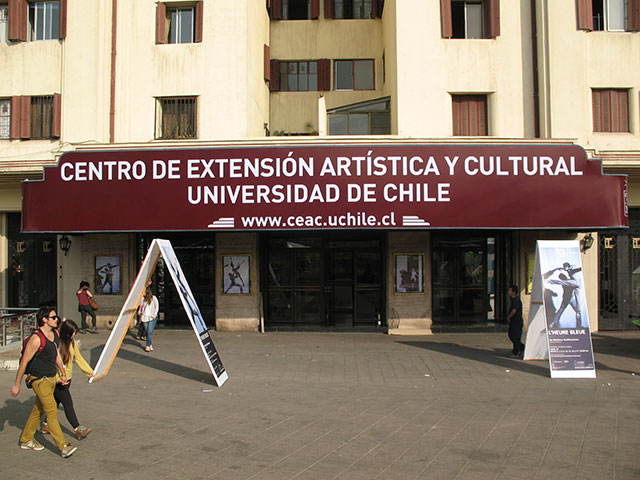 CENTRO DE EXTENSIÓN ARTÍSTICA Y CULTURAL
UNIVERSIDAD DE CHILE
www.ceac.uchile.cl
L'HEURE BLEUE